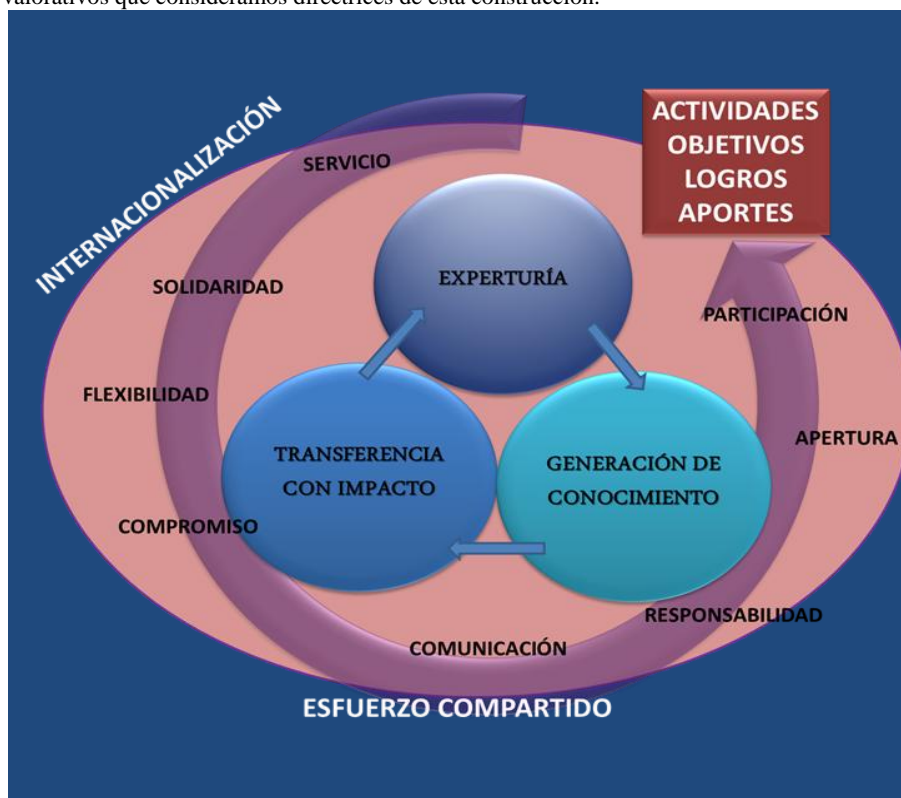 valorativos que consideramos directrices de esta construcción.
INTERNACIONALIZACIÓN
ACTIVIDADES
OBJETIVOS
LOGROS
APORTES
SERVICIO
EXPERTURÍA
SOLIDARIDAD
PARTICIPACIÓN
FLEXIBILIDAD
APERTURA
TRANSFERENCIA
CON IMPACTO
GENERACIÓN DE
CONOCIMIENTO
COMPROMISO
RESPONSABILIDAD
COMUNICACIÓN
ESFUERZO COMPARTIDO